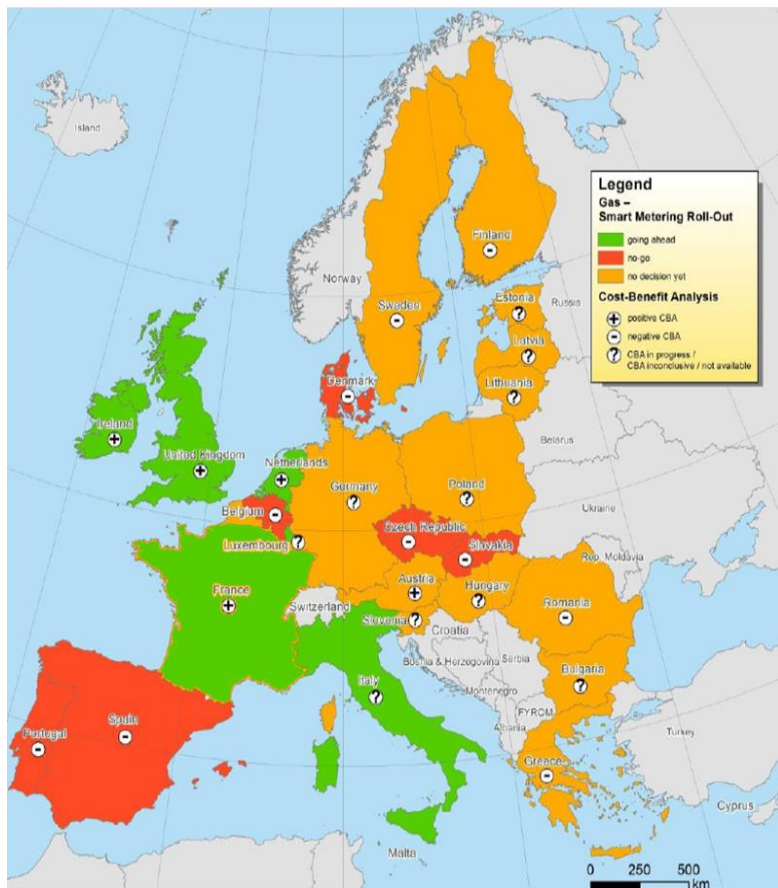 Island
Norway
Finland
Sweden
Russia
Estonia
Latvia
Lithuania
Denmark
Ireland
United Kingdom
Netherlands
Belarus
Germany
Poland
Belgium
Ukraine
Luxembourg
Czech Republic
Slovakia
Rep. Moldavia
Austria
Hungary
France
Switzerland
Slovenia
Romania
Croatia
Bosnia & Herzegovina
Serbia
Italy
Bulgaria
Montenegro
FYROM
Albania
Portugal
Spain
Turkey
Greece
Cyprus
Malta
Legend
Gas –
Smart Metering Roll-Out
going ahead
no-go
no decision yet
Cost-Benefit Analysis
+ positive CBA
- negative CBA
? CBA in progress /
CBA inconclusive / not available
0 250 500
km